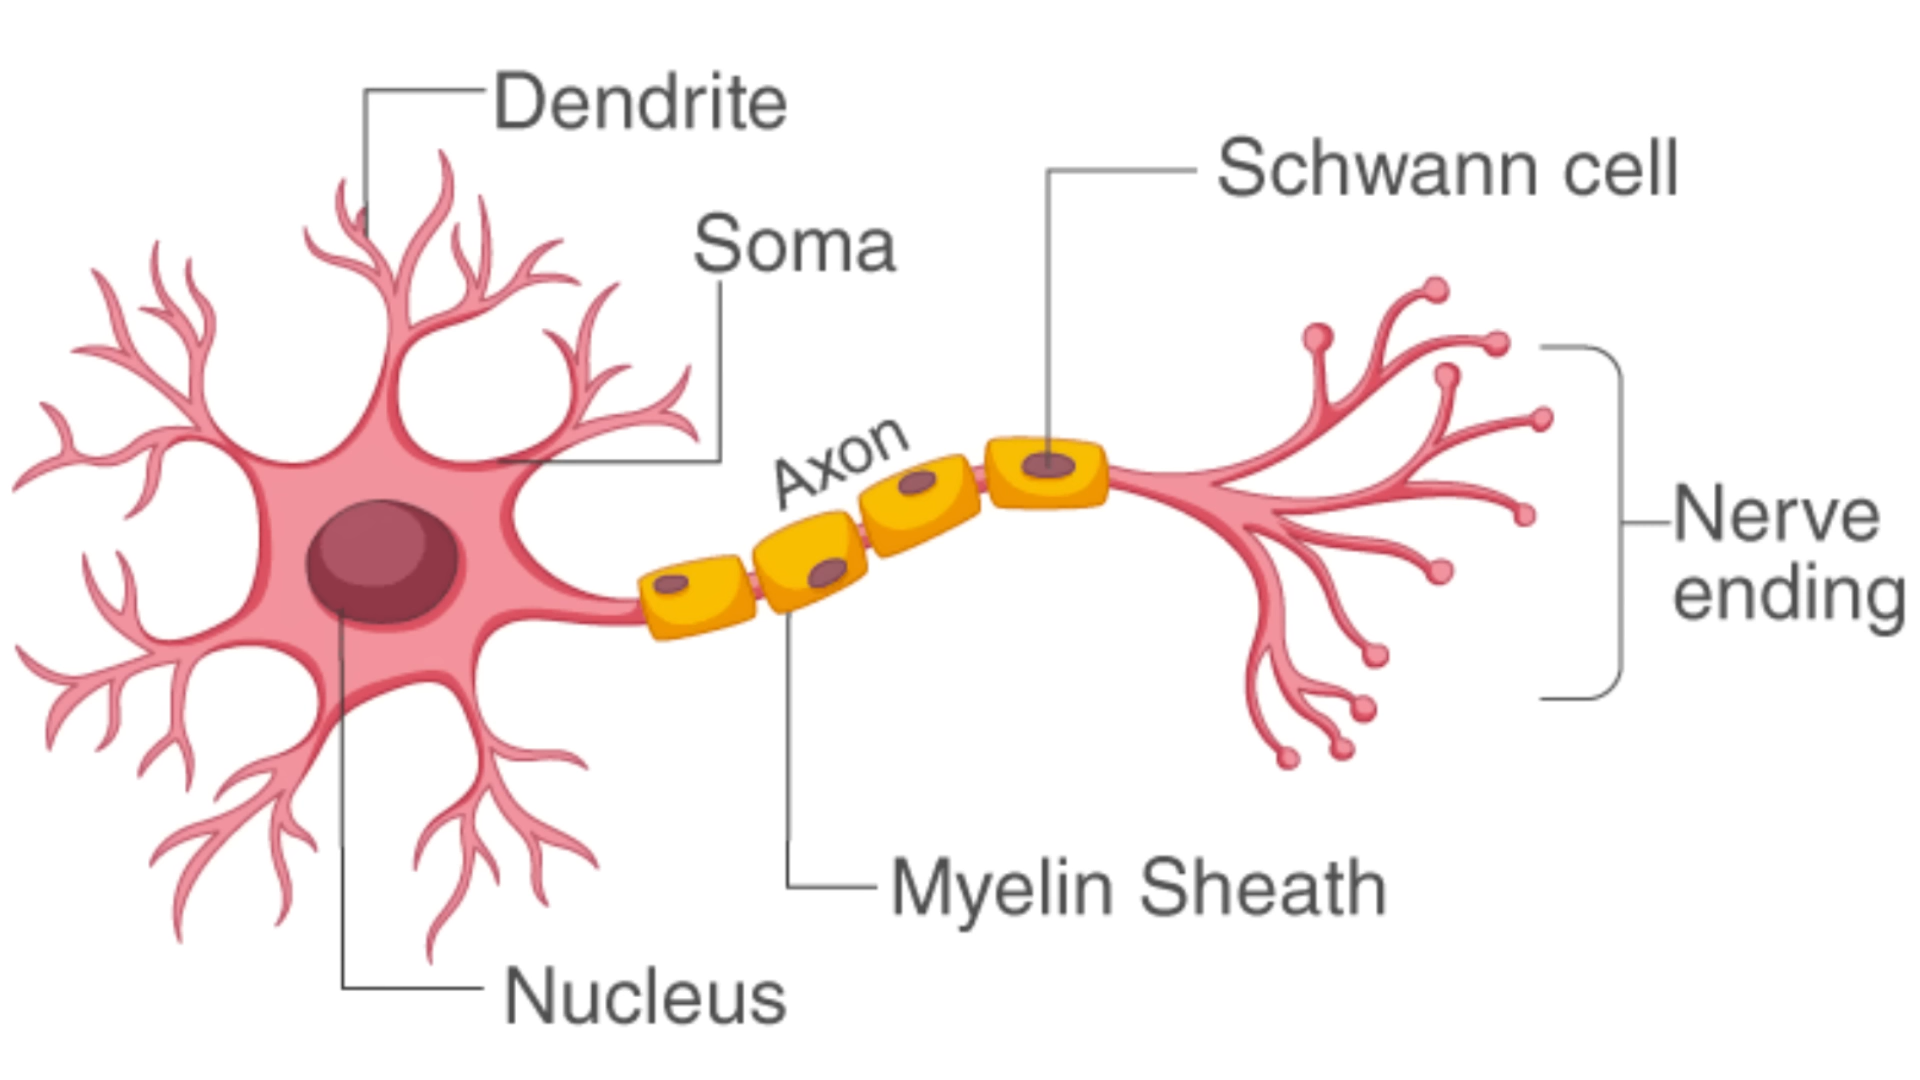 Dendrite
Schwann cell
Soma
Axon
Nerve
ending
Myelin Sheath
Nucleus